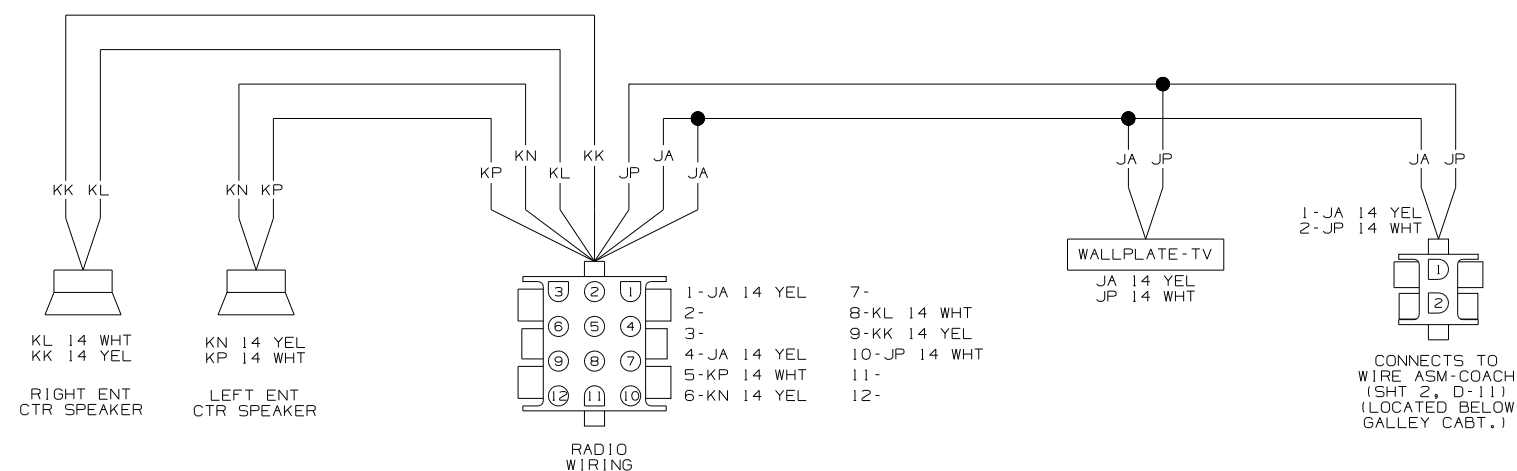 KP
KN
KL
KK
JP
JA
JA
JA
JP
JA
JP
KK
KL
KN
KP
1-JA 14 YEL
2-JP 14 WHT
WALLPLATE-TV
JA 14 YEL
JP 14 WHT
1
2
3
2
1
6
5
4
9
8
7
12
11
10
1-JA 14 YEL
2-
3-
4-JA 14 YEL
5-KP 14 WHT
6-KN 14 YEL
7-
8-KL 14 WHT
9-KK 14 YEL
10-JP 14 WHT
11-
12-
KL 14 WHT
KK 14 YEL
RIGHT ENT
CTR SPEAKER
KN 14 YEL
KP 14 WHT
LEFT ENT
CTR SPEAKER
RADIO
WIRING
CONNECTS TO
WIRE ASM-COACH
(SHT 2, D-11)
(LOCATED BELOW
GALLEY CABT.)